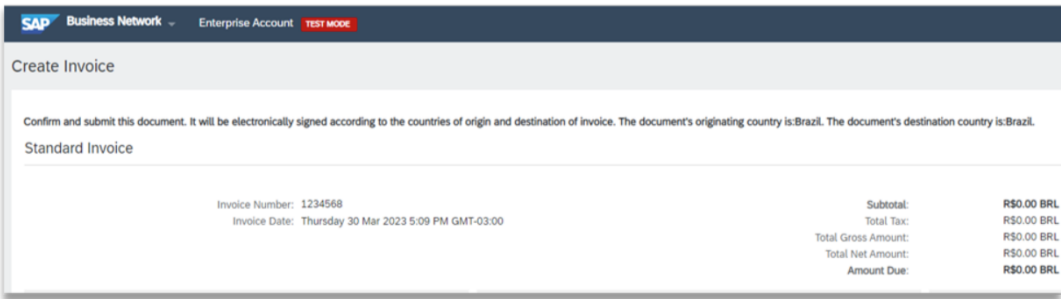 SAP Business Network Enterprise Account TEST MODE
Create Invoice
Confirm and submit this document. It will be electronically signed according to the countries of origin and destination of invoice. The document's originating country is:Brazil. The document's destination country is:Brazil.
Standard Invoice
Invoice Number: 1234568
Invoice Date: Thursday 30 Mar 2023 5:09 PM GMT-03:00
Subtotal: R$0.00 BRL
Total Tax: R$0.00 BRL
Total Gross Amount: R$0.00 BRL
Total Net Amount: R$0.00 BRL
Amount Due: R$0.00 BRL